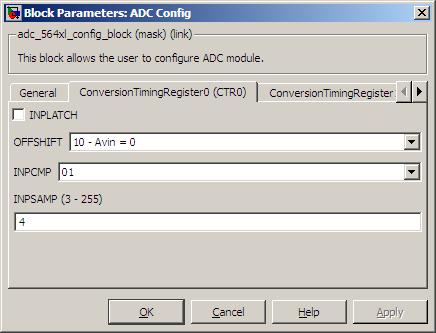 Block Parameters: ADC Config
adc_564xl_config_block (mask) (link)
This block allows the user to configure ADC module.
General ConversionTimingRegister0 (CTR0) ConversionTimingRegister
INPLATCH
OFFSHIFT 10 - Avin = 0
INPCMP 01
INPSAMP (3 - 255)
4
OK Cancel Help Apply